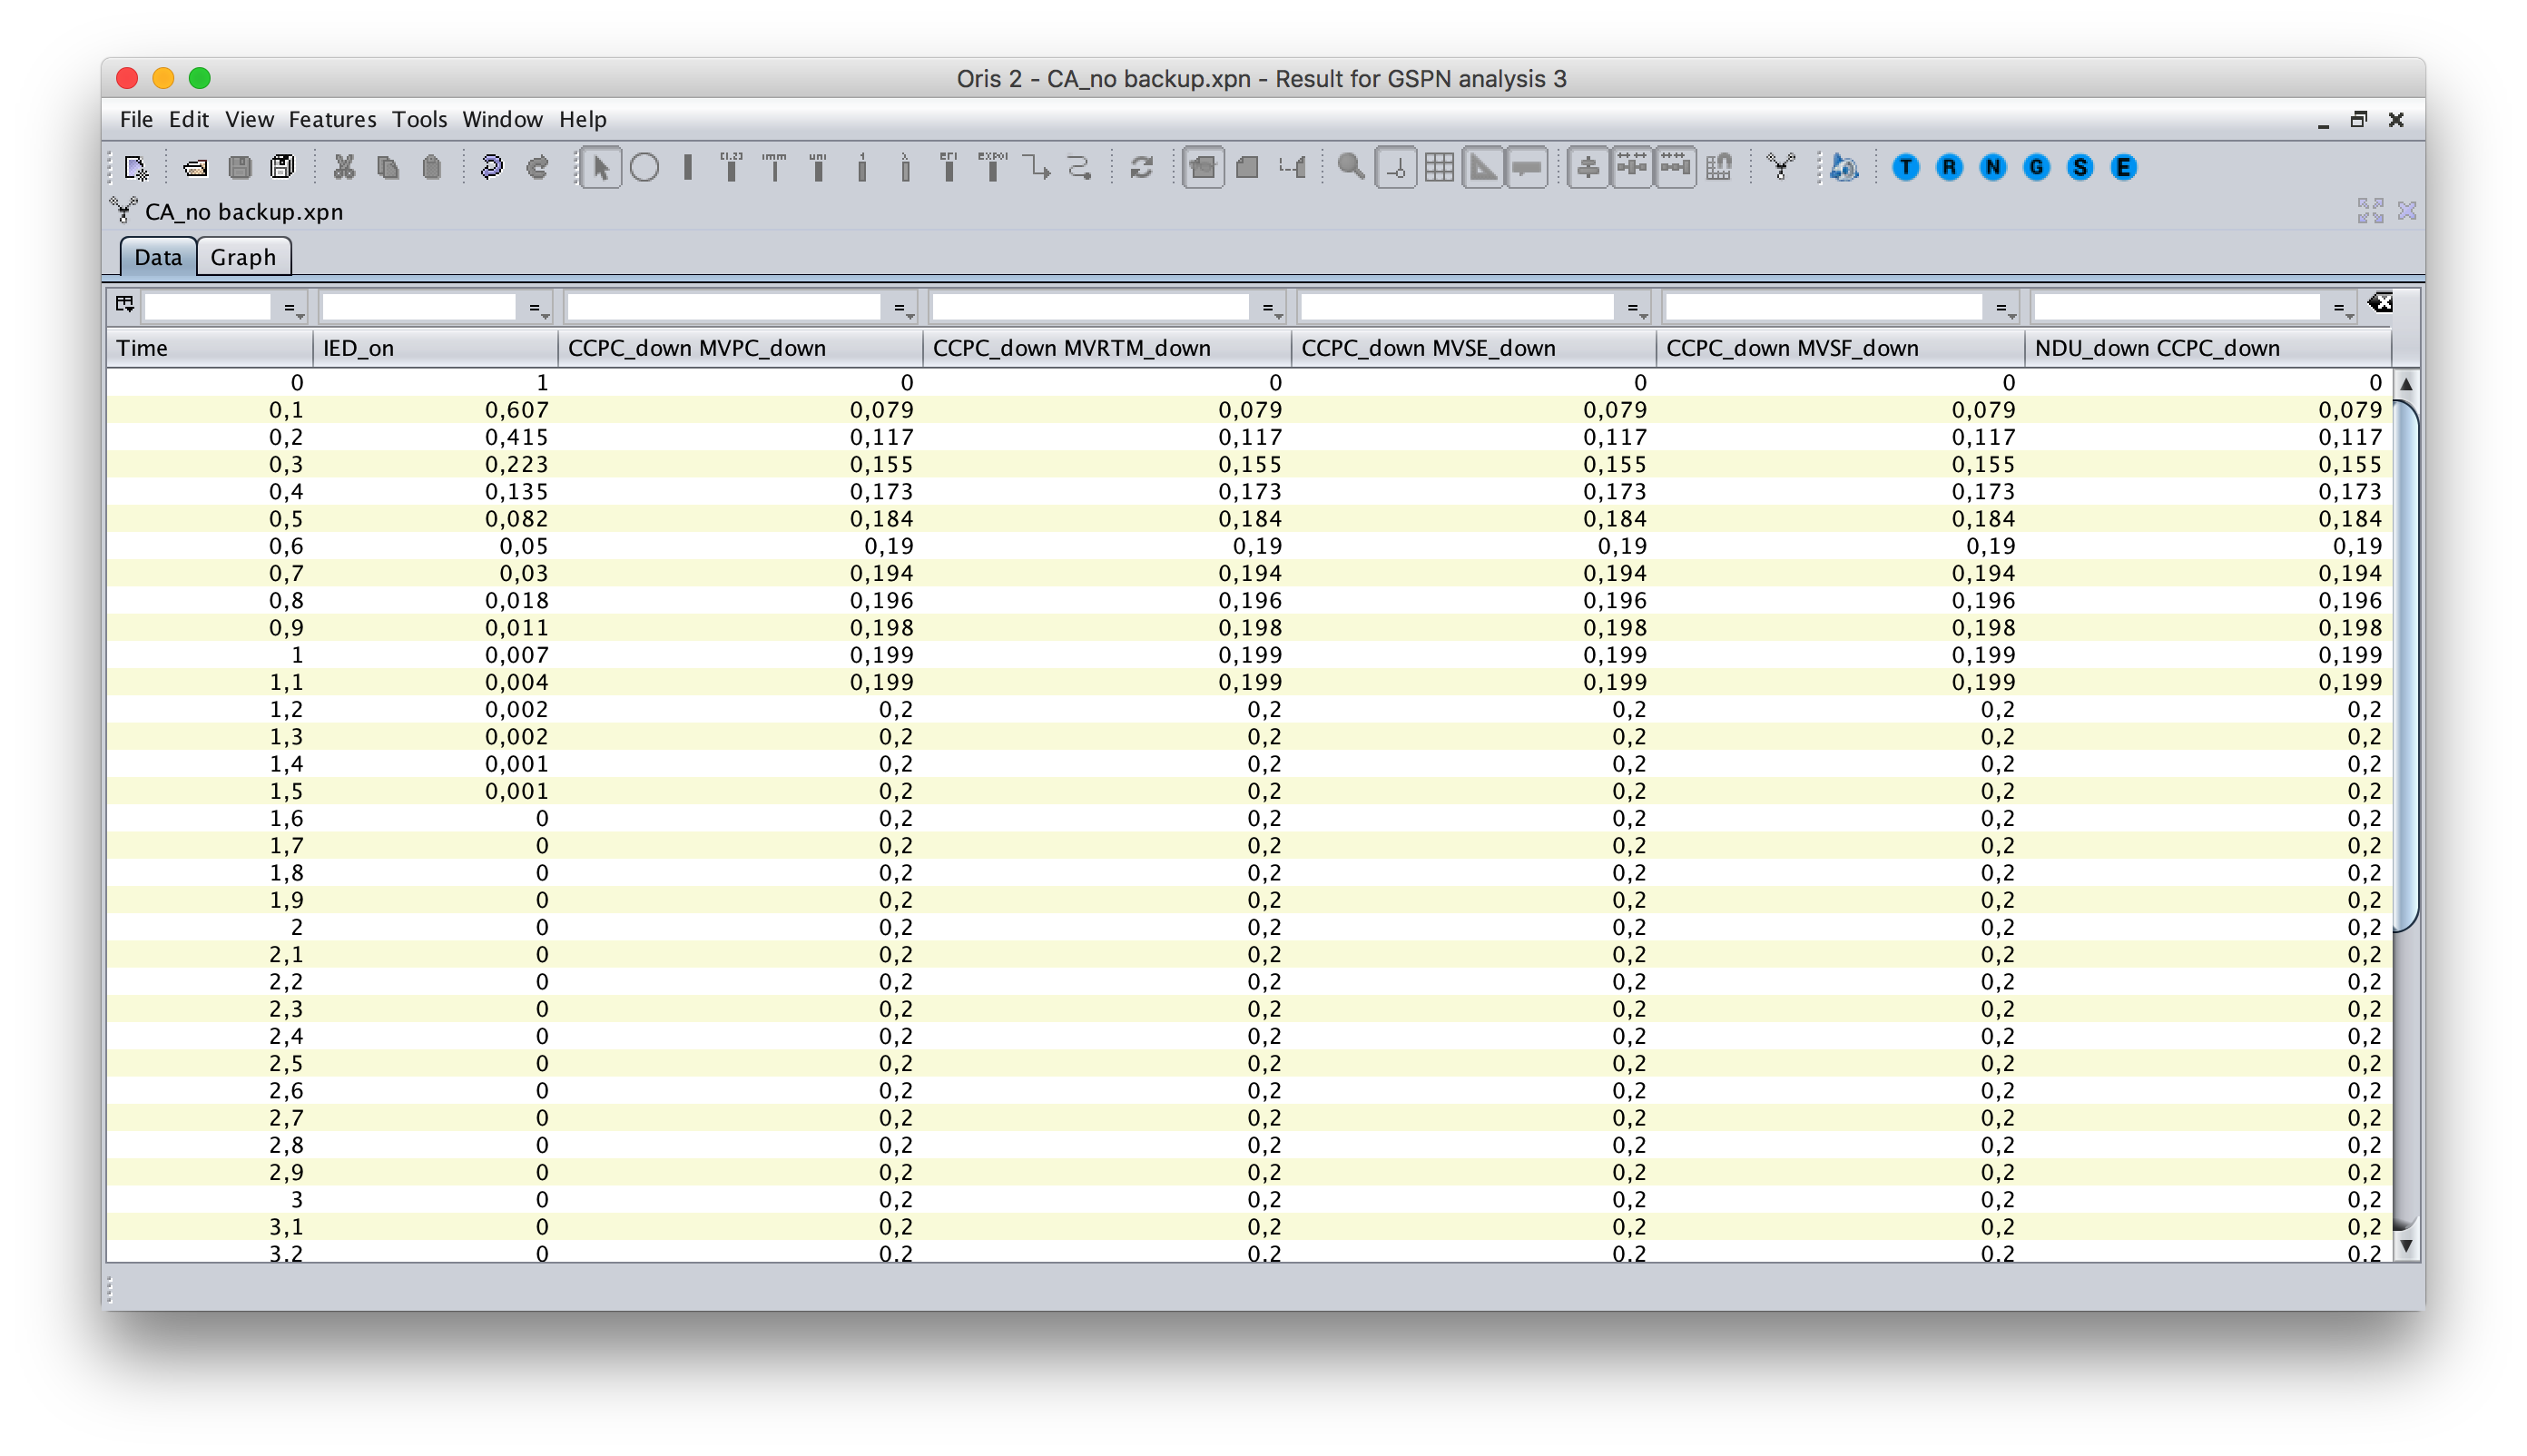 Oris 2 - CA_no backup.xpn - Result for GSPN analysis 3
File Edit View Features Tools Window Help
[1,2] imm uni 1 λ EXPOl
T R N G S E
CA_no backup.xpn
Data Graph
= = = = = = =
Time IED_on CCPC_down MVPC_down CCPC_down MVRTM_down CCPC_down MVSE_down CCPC_down MVSF_down NDU_down CCPC_down
0 1 0 0 0 0 0
0,1 0,607 0,079 0,079 0,079 0,079 0,079
0,2 0,415 0,117 0,117 0,117 0,117 0,117
0,3 0,223 0,155 0,155 0,155 0,155 0,155
0,4 0,135 0,173 0,173 0,173 0,173 0,173
0,5 0,082 0,184 0,184 0,184 0,184 0,184
0,6 0,05 0,19 0,19 0,19 0,19 0,19
0,7 0,03 0,194 0,194 0,194 0,194 0,194
0,8 0,018 0,196 0,196 0,196 0,196 0,196
0,9 0,011 0,198 0,198 0,198 0,198 0,198
1 0,007 0,199 0,199 0,199 0,199 0,199
1,1 0,004 0,199 0,199 0,199 0,199 0,199
1,2 0,002 0,2 0,2 0,2 0,2 0,2
1,3 0,002 0,2 0,2 0,2 0,2 0,2
1,4 0,001 0,2 0,2 0,2 0,2 0,2
1,5 0,001 0,2 0,2 0,2 0,2 0,2
1,6 0 0,2 0,2 0,2 0,2 0,2
1,7 0 0,2 0,2 0,2 0,2 0,2
1,8 0 0,2 0,2 0,2 0,2 0,2
1,9 0 0,2 0,2 0,2 0,2 0,2
2 0 0,2 0,2 0,2 0,2 0,2
2,1 0 0,2 0,2 0,2 0,2 0,2
2,2 0 0,2 0,2 0,2 0,2 0,2
2,3 0 0,2 0,2 0,2 0,2 0,2
2,4 0 0,2 0,2 0,2 0,2 0,2
2,5 0 0,2 0,2 0,2 0,2 0,2
2,6 0 0,2 0,2 0,2 0,2 0,2
2,7 0 0,2 0,2 0,2 0,2 0,2
2,8 0 0,2 0,2 0,2 0,2 0,2
2,9 0 0,2 0,2 0,2 0,2 0,2
3 0 0,2 0,2 0,2 0,2 0,2
3,1 0 0,2 0,2 0,2 0,2 0,2
3,2 0 0,2 0,2 0,2 0,2 0,2